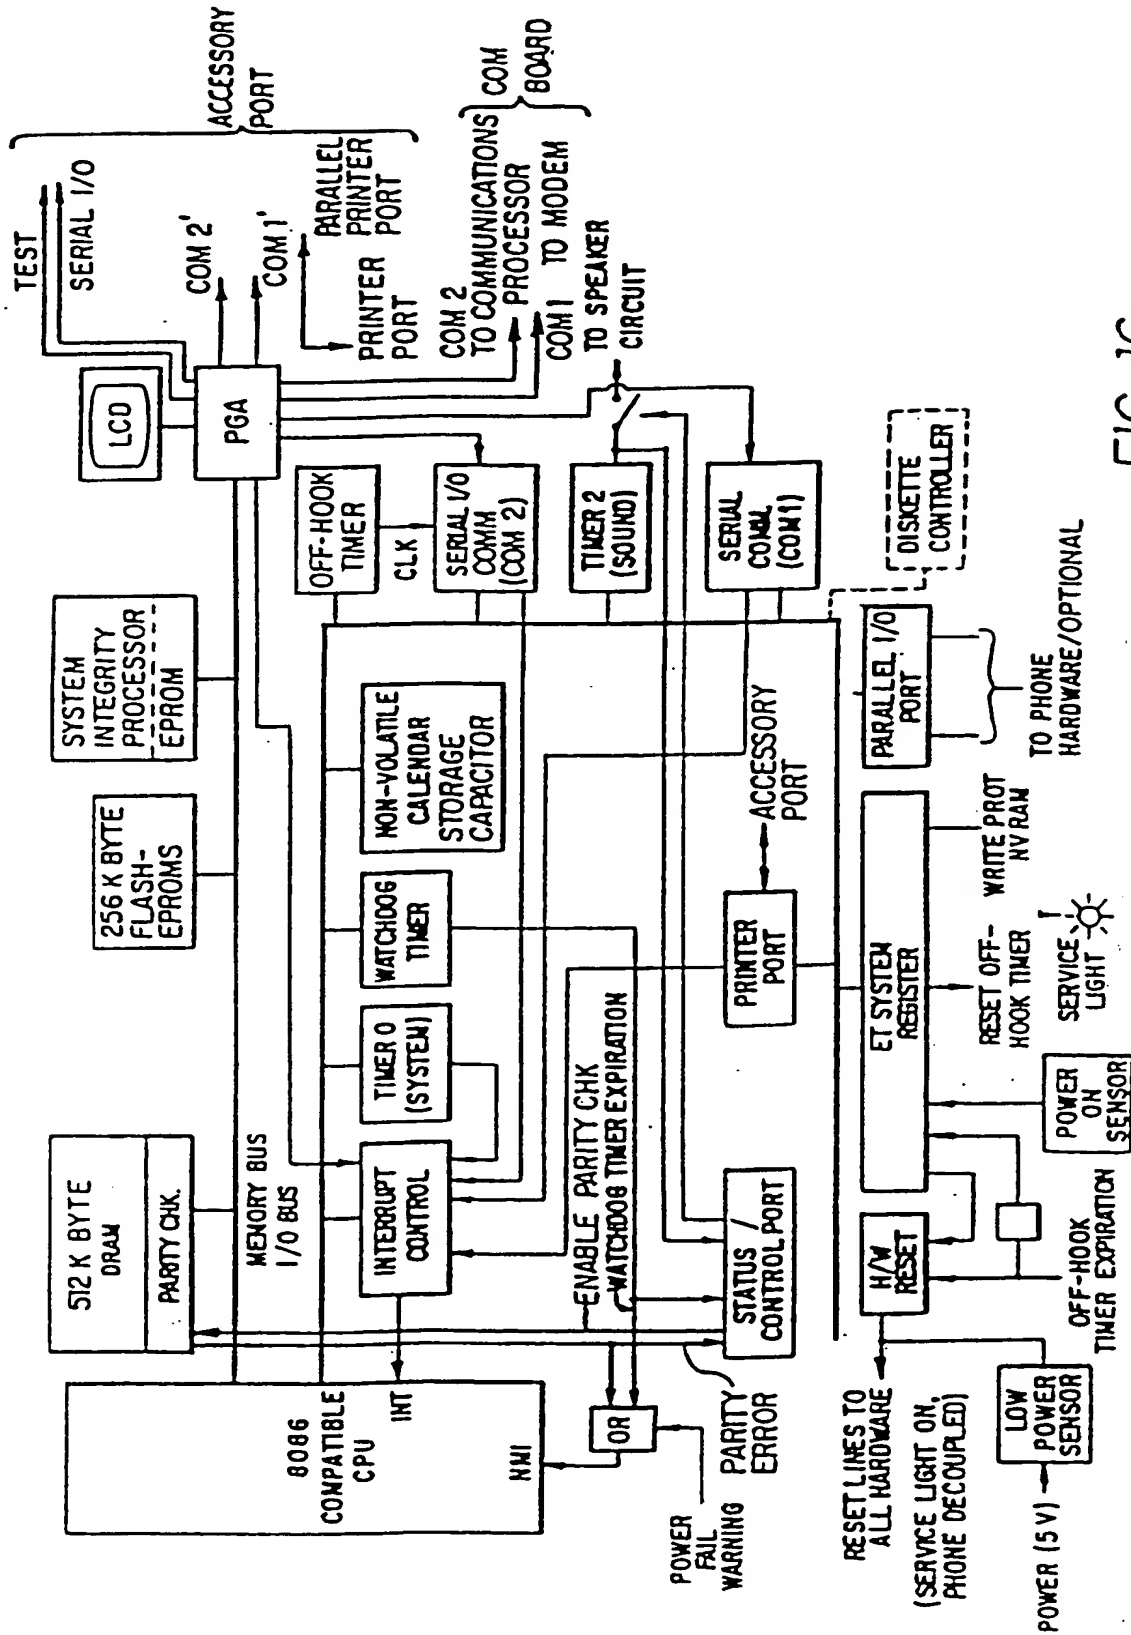 512 K BYTE
DRAM
PARITY CHK.
256 K BYTE
FLASH-
EPROMS
SYSTEM
INTEGRITY
PROCESSOR
EPROM
LCD
PGA
TEST
SERIAL I/O
COM 2'
COM 1'
ACCESSORY
PORT
PARALLEL
PRINTER
PORT
PRINTER
PORT
COM 2
TO COMMUNICATIONS
PROCESSOR
COM 1 TO MODEM
COM
BOARD
TO SPEAKER
CIRCUIT
MEMORY BUS
I/O BUS
8086
COMPATIBLE
CPU
INT
NMI
INTERRUPT
CONTROL
TIMER 0
(SYSTEM)
WATCHDOG
TIMER
NON-VOLATILE
CALENDAR
STORAGE
CAPACITOR
OFF-HOOK
TIMER
CLK
SERIAL I/O
COMM
(COM 2)
TIMER 2
(SOUND)
SERIAL
COMM.
(COM1)
DISKETTE
CONTROLLER
ENABLE PARITY CHK
WATCHDOG TIMER EXPIRATION
OR
POWER
FAIL
WARNING
PARITY
ERROR
STATUS /
CONTROL PORT
PRINTER
PORT
ACCESSORY
PORT
RESET LINES TO
ALL HARDWARE
(SERVICE LIGHT ON,
PHONE DECOUPLED)
H/W
RESET
ET SYSTEM
REGISTER
PARALLEL I/O
PORT
POWER (5V)
LOW
POWER
SENSOR
OFF-HOOK
TIMER EXPIRATION
POWER
ON
SENSOR
RESET OFF-
HOOK TIMER
SERVICE
LIGHT
WRITE PROT
NV RAM
TO PHONE
HARDWARE/OPTIONAL